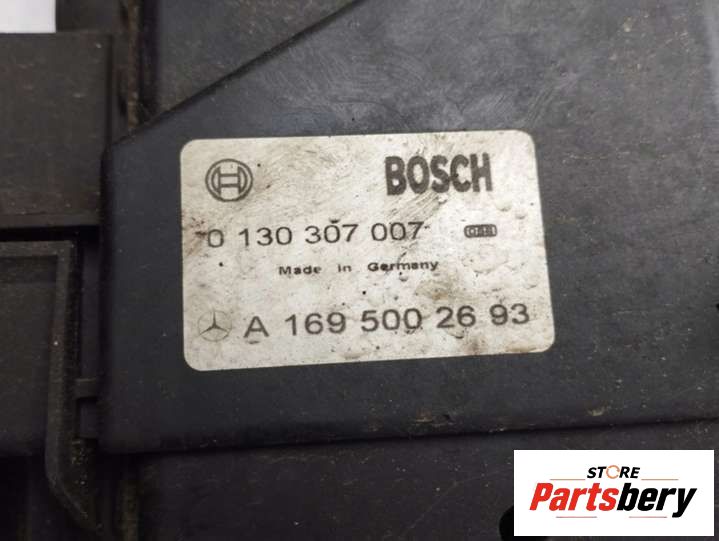 BOSCH
0 130 307 007
Made in Germany
A 169 500 26 93
STORE
Partsbery